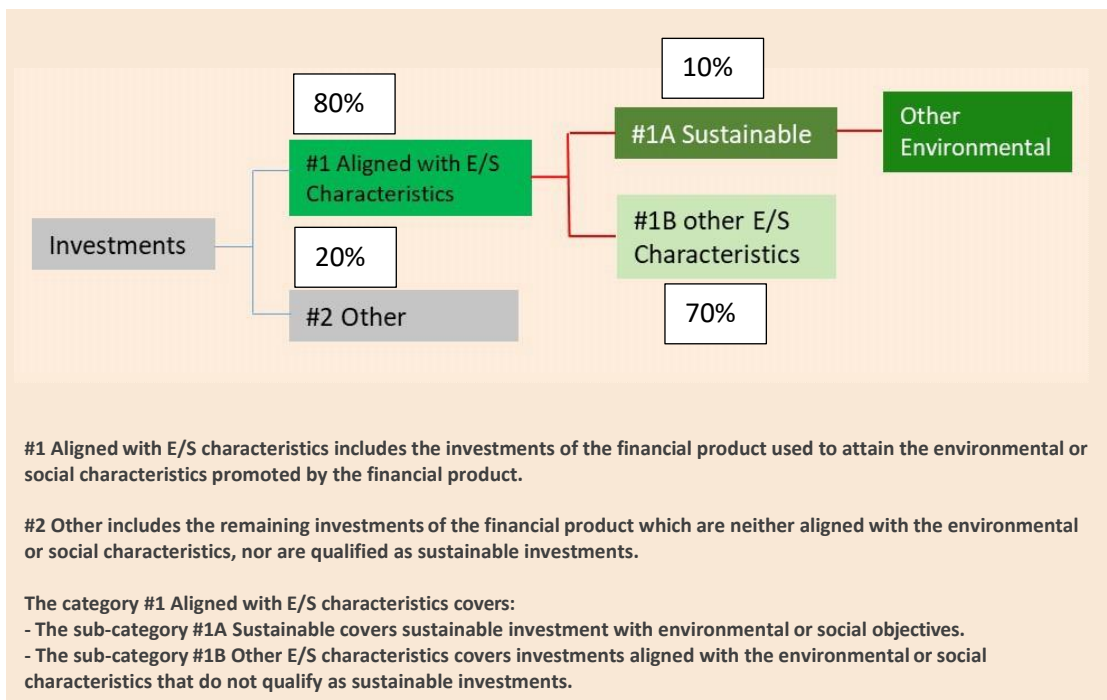 10%
80%
Other
Environmental
#1A Sustainable
#1 Aligned with E/S
Characteristics
#1B other E/S
Characteristics
Investments
20%
#2 Other
70%
#1 Aligned with E/S characteristics includes the investments of the financial product used to attain the environmental or
social characteristics promoted by the financial product.
#2 Other includes the remaining investments of the financial product which are neither aligned with the environmental
or social characteristics, nor are qualified as sustainable investments.
The category #1 Aligned with E/S characteristics covers:
- The sub-category #1A Sustainable covers sustainable investment with environmental or social objectives.
- The sub-category #1B Other E/S characteristics covers investments aligned with the environmental or social
characteristics that do not qualify as sustainable investments.